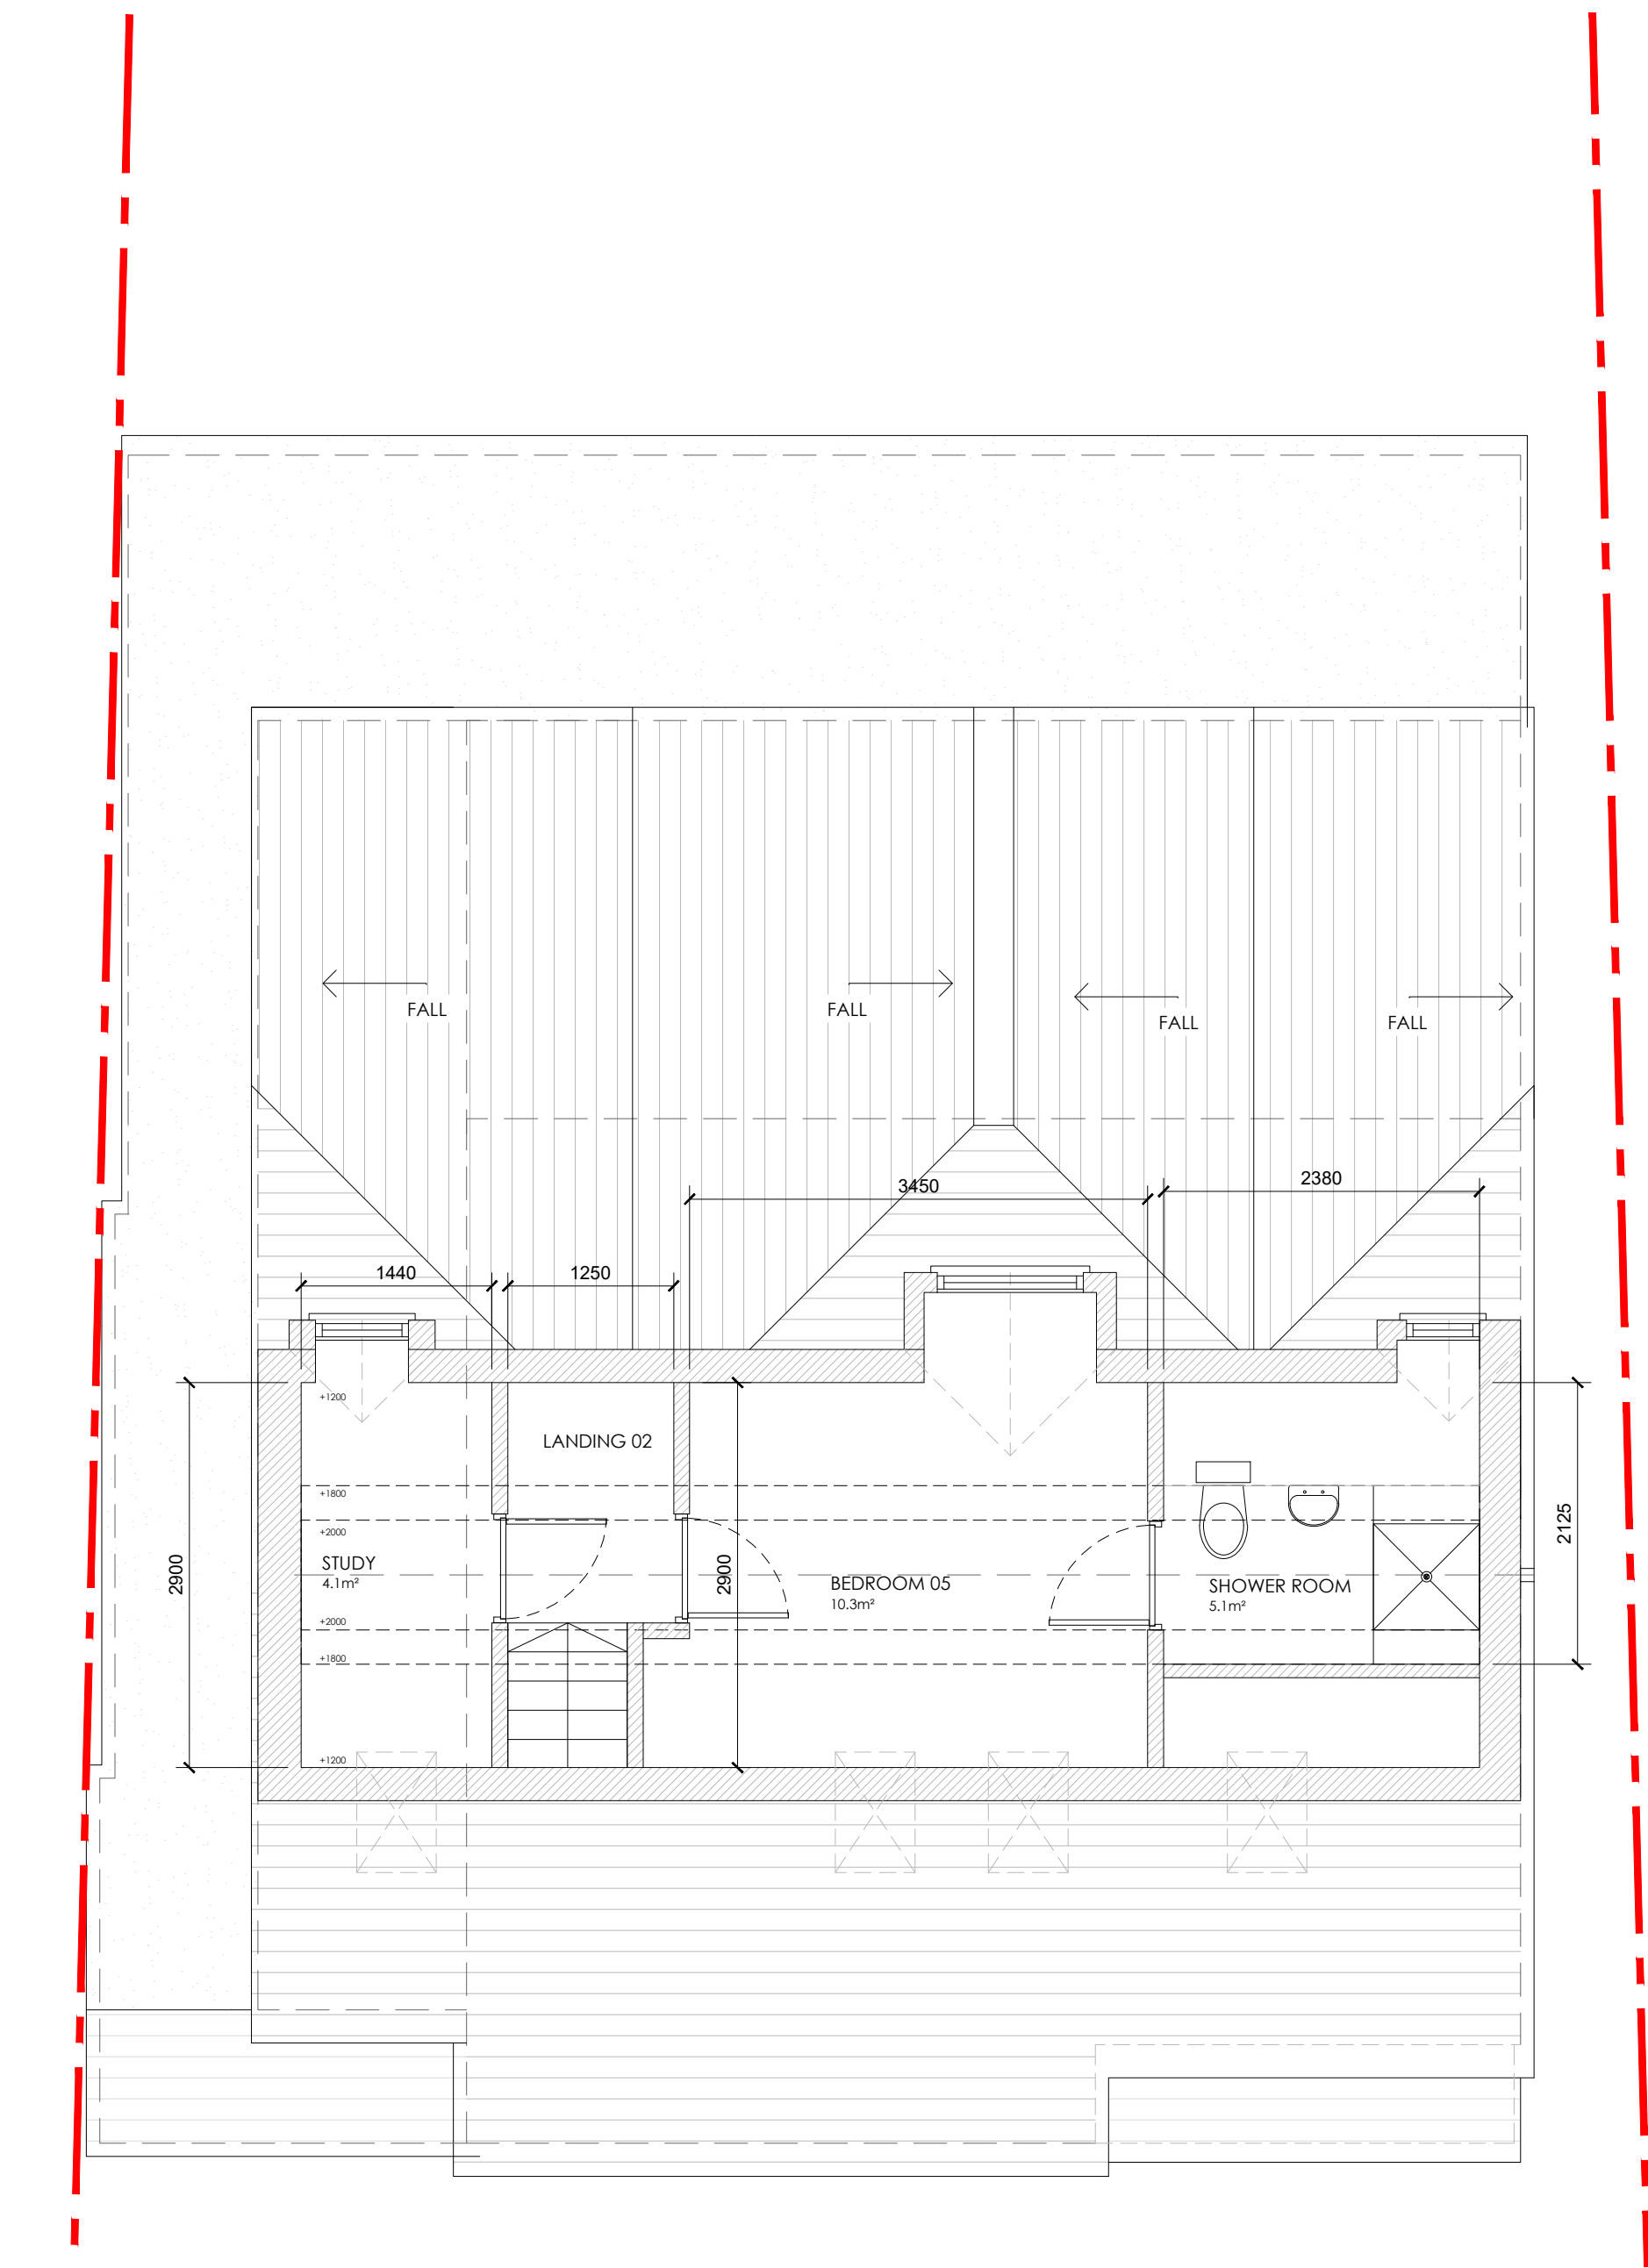 FALL
FALL
FALL
FALL
3450
2380
1440
1250
+1200
LANDING 02
+1800
+2000
2125
STUDY
4.1m²
2900
2900
BEDROOM 05
10.3m²
SHOWER ROOM
5.1m²
+2000
+1800
+1200